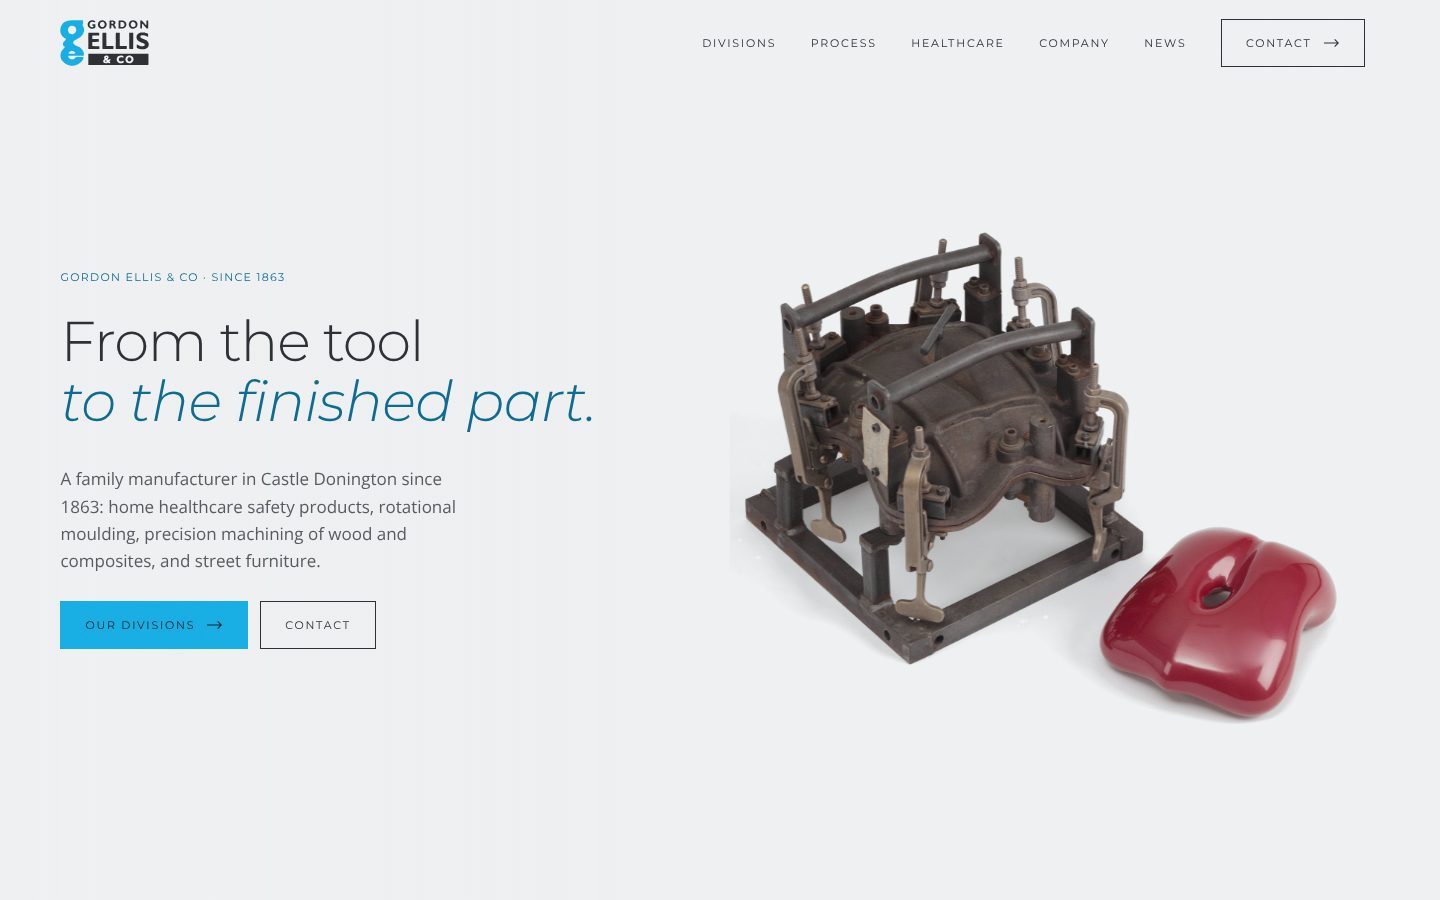 GORDON
ELLIS
& CO
DIVISIONS
PROCESS
HEALTHCARE
COMPANY
NEWS
CONTACT
GORDON ELLIS & CO · SINCE 1863
From the tool
to the finished part.
A family manufacturer in Castle Donington since
1863: home healthcare safety products, rotational
moulding, precision machining of wood and
composites, and street furniture.
OUR DIVISIONS
CONTACT